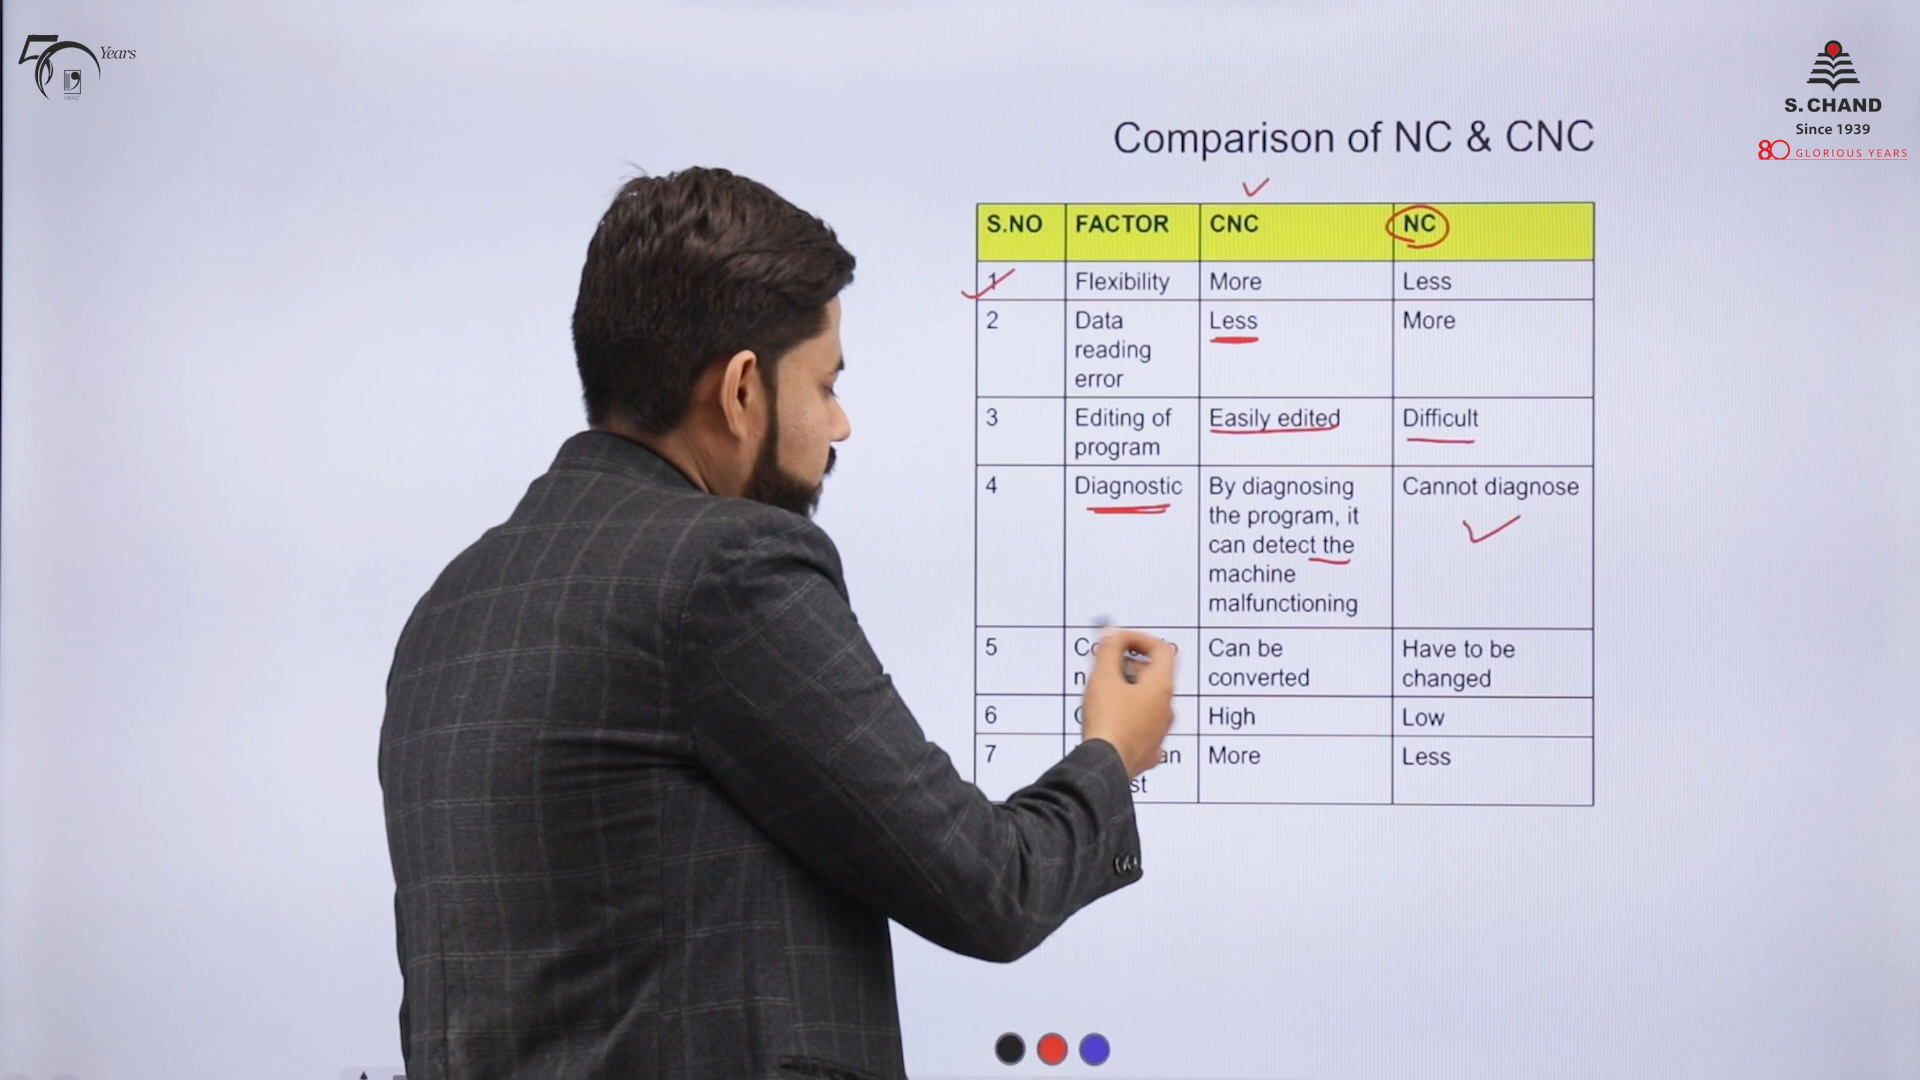 50 Years
VIKAS
S. CHAND
Since 1939
80 GLORIOUS YEARS
Comparison of NC & CNC
S.NO FACTOR CNC NC
1 Flexibility More Less
2 Data reading error Less More
3 Editing of program Easily edited Difficult
4 Diagnostic By diagnosing the program, it can detect the machine malfunctioning Cannot diagnose
5 Can be converted Have to be changed
6 High Low
7 More Less